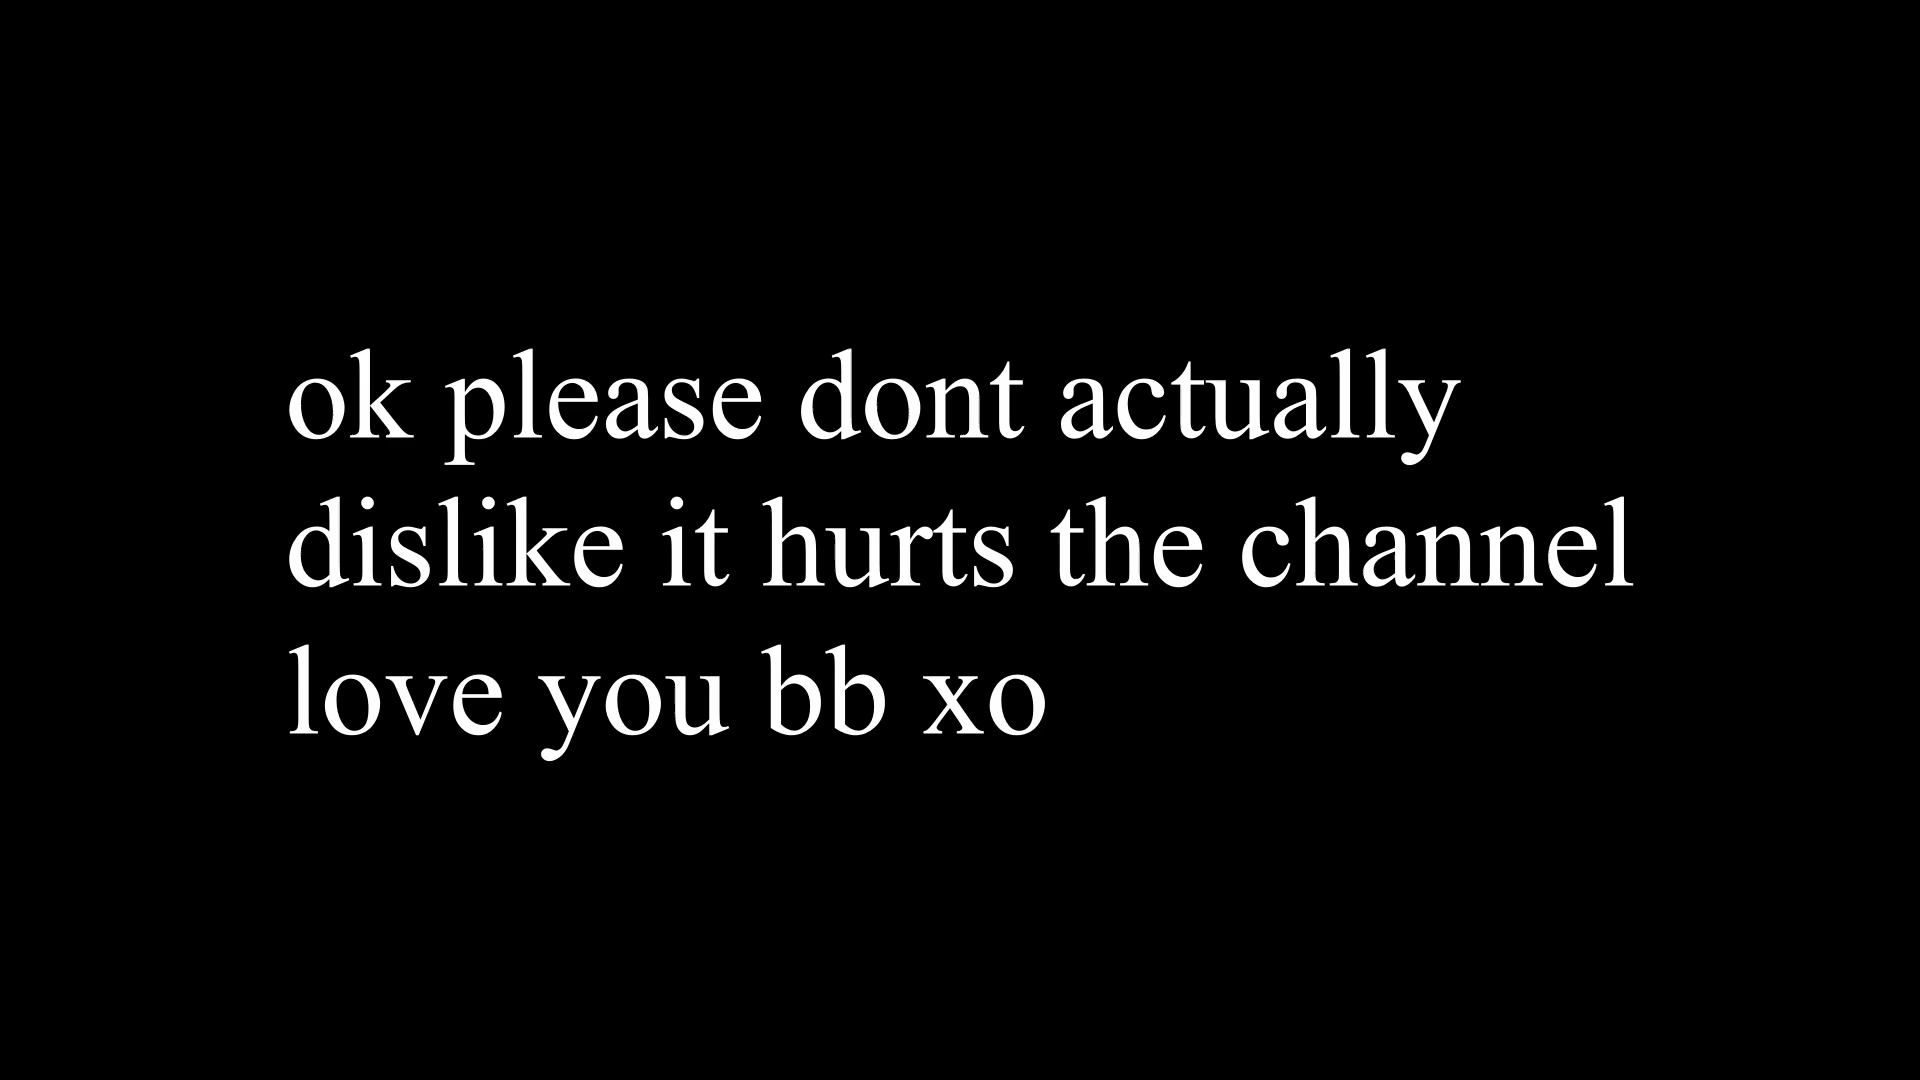 ok please dont actually
dislike it hurts the channel
love you bb xo